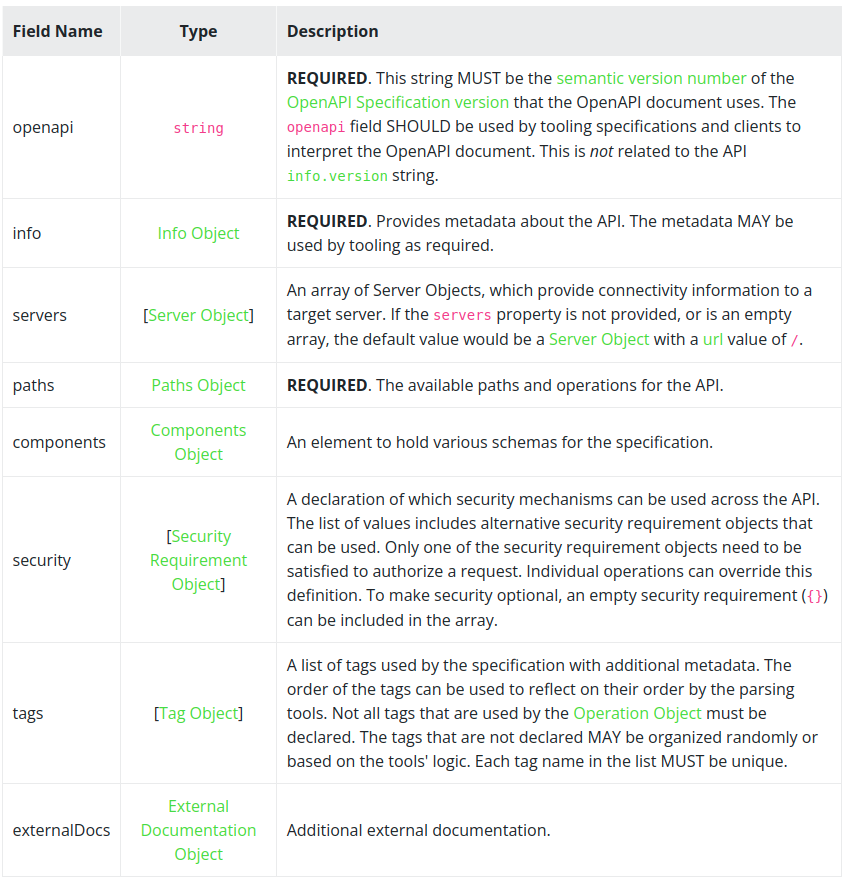 Field Name Type Description
REQUIRED. This string MUST be the semantic version number of the
OpenAPI Specification version that the OpenAPI document uses. The
openapi string openapi field SHOULD be used by tooling specifications and clients to
interpret the OpenAPI document. This is not related to the API
info.version string.
info Info Object REQUIRED. Provides metadata about the API. The metadata MAY be
used by tooling as required.
An array of Server Objects, which provide connectivity information to a
servers [Server Object] target server. If the servers property is not provided, or is an empty
array, the default value would be a Server Object with a url value of /.
paths Paths Object REQUIRED. The available paths and operations for the API.
components Components
Object An element to hold various schemas for the specification.
A declaration of which security mechanisms can be used across the API.
The list of values includes alternative security requirement objects that
[Security can be used. Only one of the security requirement objects need to be
security Requirement satisfied to authorize a request. Individual operations can override this
Object] definition. To make security optional, an empty security requirement ({})
can be included in the array.
A list of tags used by the specification with additional metadata. The
order of the tags can be used to reflect on their order by the parsing
tags [Tag Object] tools. Not all tags that are used by the Operation Object must be
declared. The tags that are not declared MAY be organized randomly or
based on the tools' logic. Each tag name in the list MUST be unique.
External
externalDocs Documentation Additional external documentation.
Object